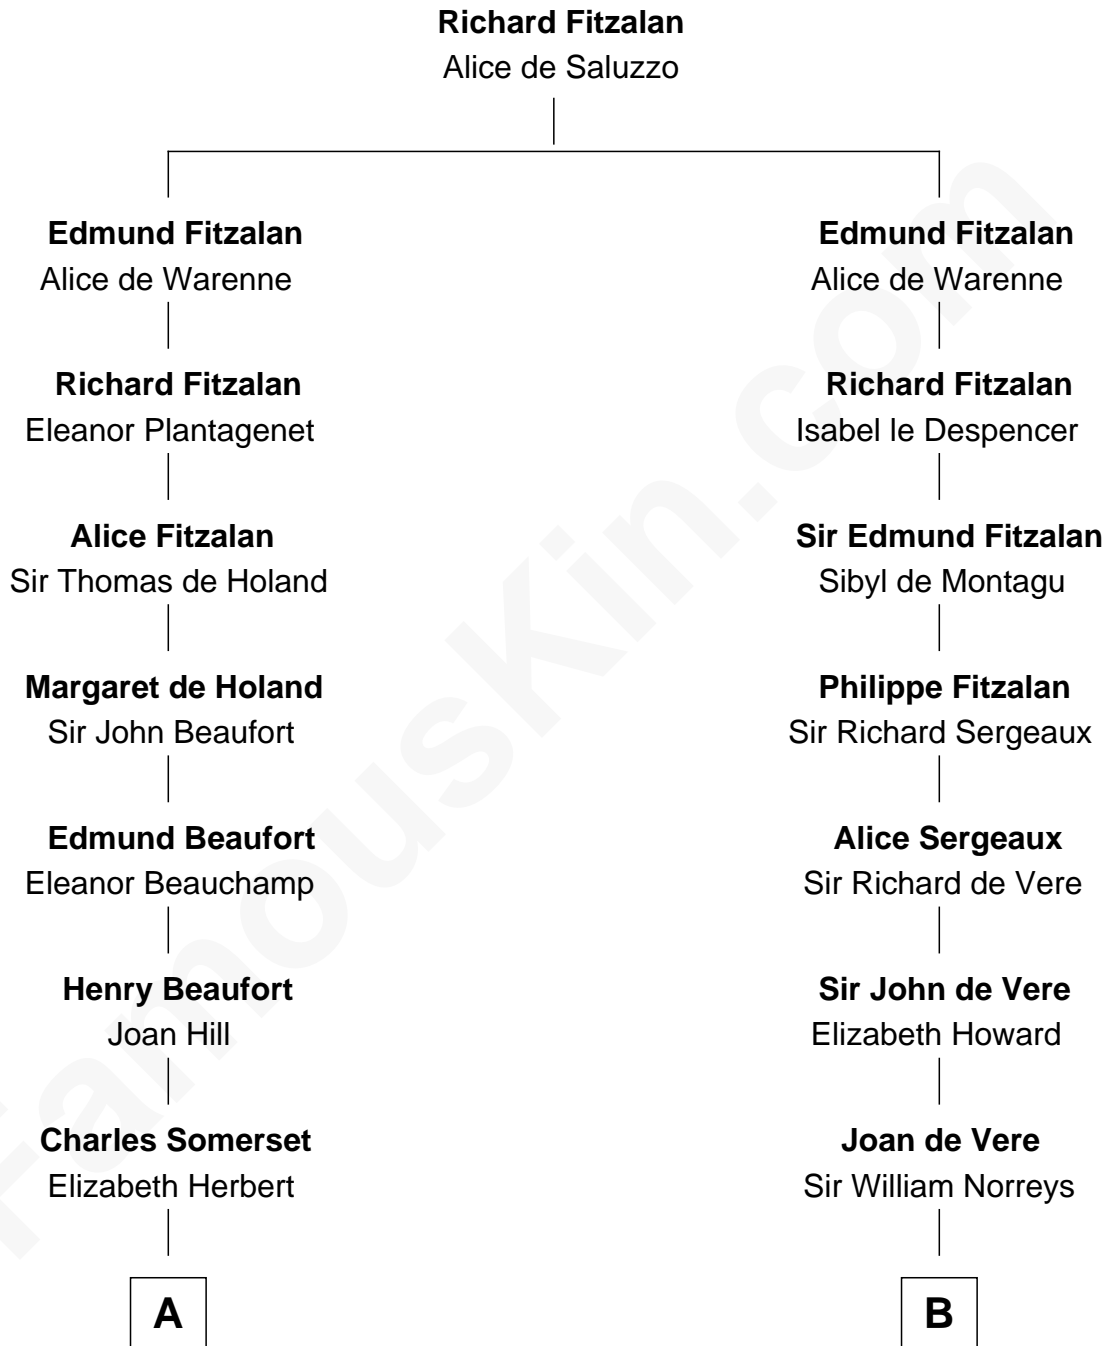 Richard Fitzalan
Alice de Saluzzo
Edmund Fitzalan
Alice de Warenne
Edmund Fitzalan
Alice de Warenne
Richard Fitzalan
Eleanor Plantagenet
Richard Fitzalan
Isabel le Despencer
Alice Fitzalan
Sir Thomas de Holand
Sir Edmund Fitzalan
Sibyl de Montagu
Margaret de Holand
Sir John Beaufort
Philippe Fitzalan
Sir Richard Sergeaux
Edmund Beaufort
Eleanor Beauchamp
Alice Sergeaux
Sir Richard de Vere
Henry Beaufort
Joan Hill
Sir John de Vere
Elizabeth Howard
Charles Somerset
Elizabeth Herbert
Joan de Vere
Sir William Norreys
A
B
FamousKin.com